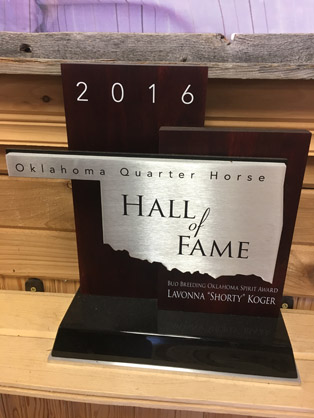 2016
Oklahoma Quarter Horse
HALL
of
FAME
BUD BREEDING OKLAHOMA SPIRIT AWARD
LAVONNA "SHORTY" KOGER